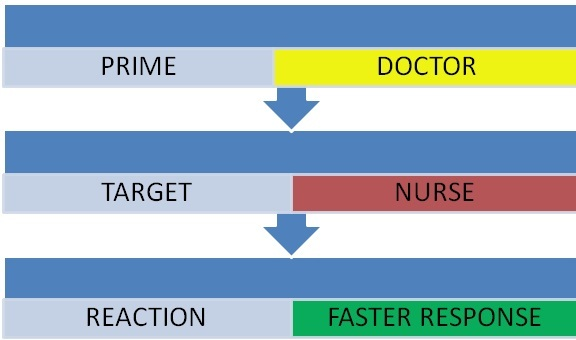 PRIME DOCTOR
TARGET NURSE
REACTION FASTER RESPONSE